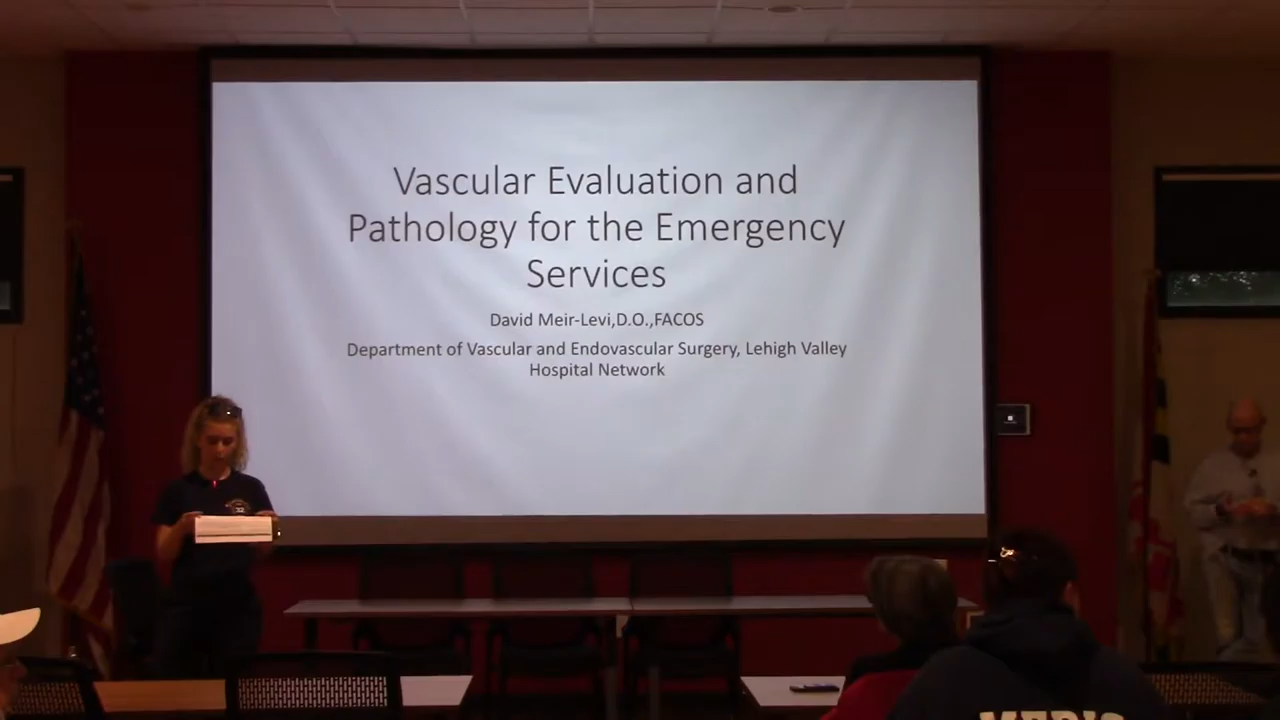 Vascular Evaluation and
Pathology for the Emergency
Services
David Meir-Levi,D.O.,FACOS
Department of Vascular and Endovascular Surgery, Lehigh Valley
Hospital Network